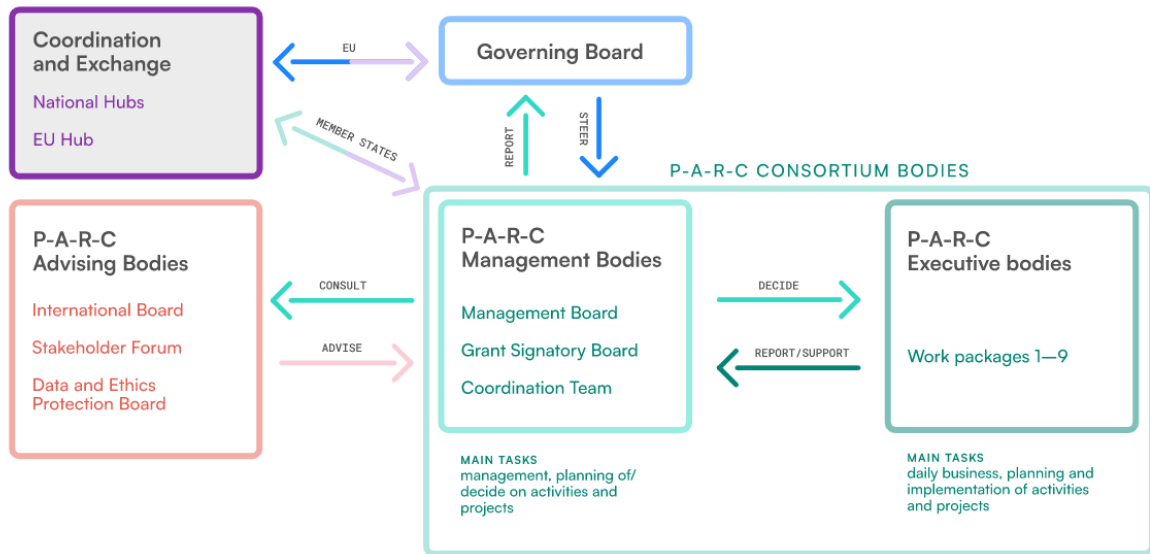 Coordination
and Exchange
National Hubs
EU Hub
EU
Governing Board
MEMBER STATES
REPORT
STEER
P-A-R-C CONSORTIUM BODIES
P-A-R-C
Advising Bodies
International Board
Stakeholder Forum
Data and Ethics
Protection Board
CONSULT
ADVISE
P-A-R-C
Management Bodies
Management Board
Grant Signatory Board
Coordination Team
MAIN TASKS
management, planning of/
decide on activities and
projects
DECIDE
REPORT/SUPPORT
P-A-R-C
Executive bodies
Work packages 1–9
MAIN TASKS
daily business, planning and
implementation of activities
and projects